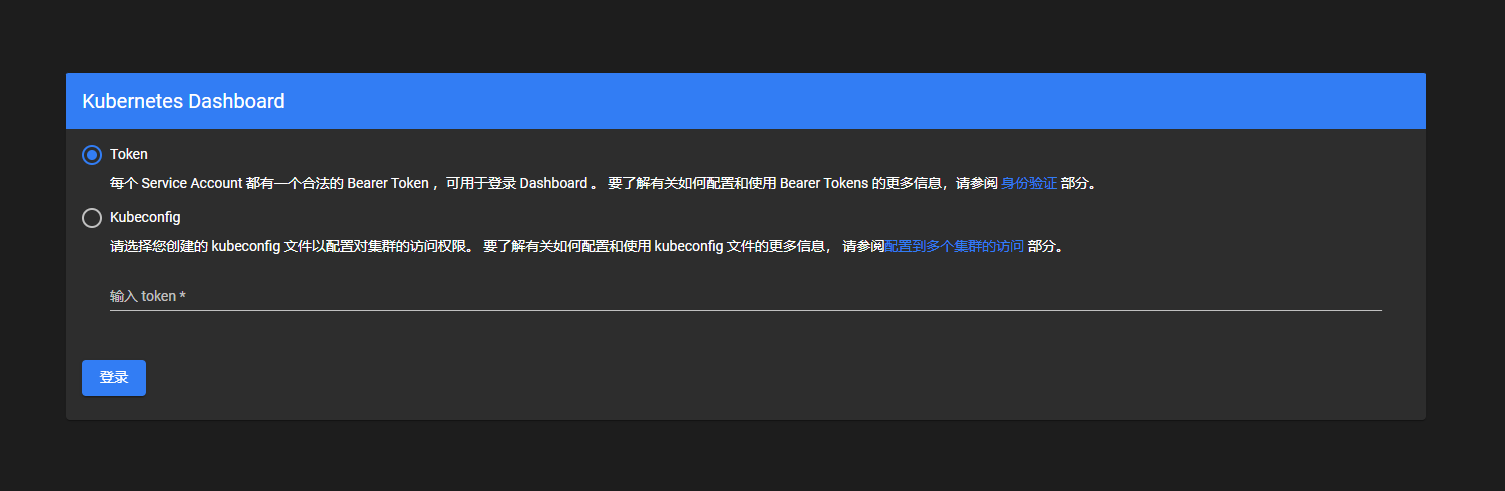 Kubernetes Dashboard
Token
每个 Service Account 都有一个合法的 Bearer Token ，可用于登录 Dashboard 。 要了解有关如何配置和使用 Bearer Tokens 的更多信息，请参阅 身份验证 部分。
Kubeconfig
请选择您创建的 kubeconfig 文件以配置对集群的访问权限。 要了解有关如何配置和使用 kubeconfig 文件的更多信息， 请参阅配置到多个集群的访问 部分。
输入 token *
登录